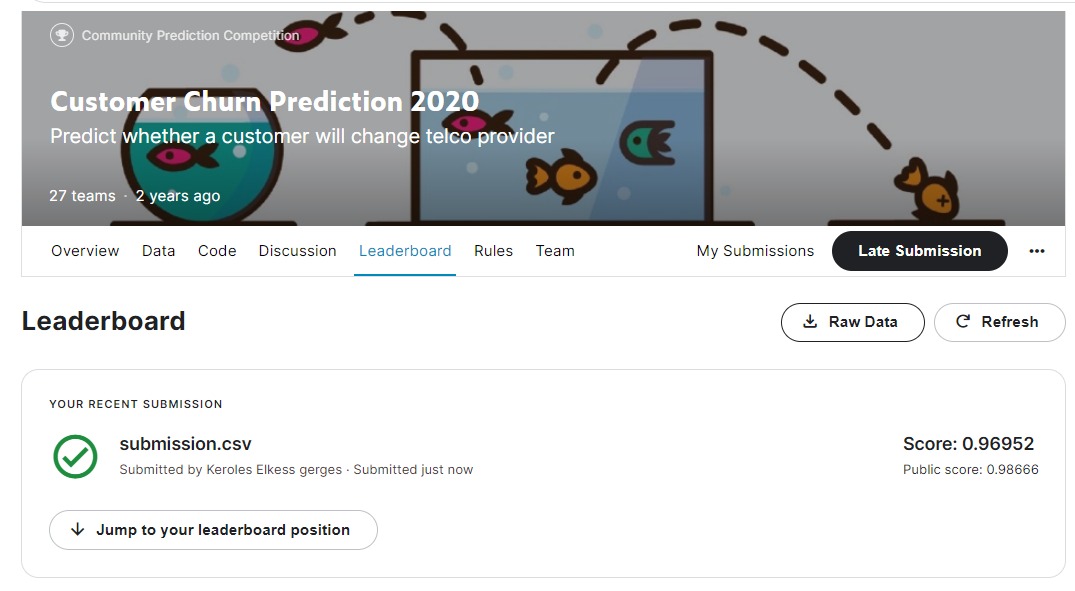 Community Prediction Competition
Customer Churn Prediction 2020
Predict whether a customer will change telco provider
27 teams · 2 years ago
Overview Data Code Discussion Leaderboard Rules Team My Submissions Late Submission •••
Leaderboard Raw Data Refresh
YOUR RECENT SUBMISSION
submission.csv Score: 0.96952
Submitted by Keroles Elkess gerges · Submitted just now Public score: 0.98666
Jump to your leaderboard position